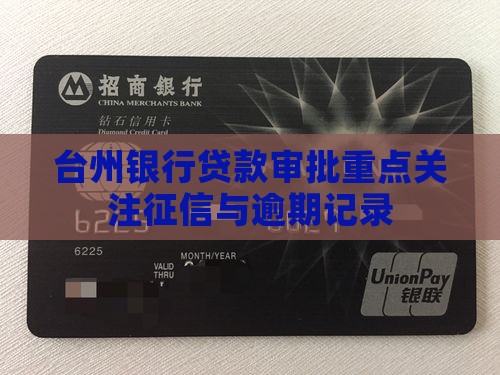 招商銀行
CHINA MERCHANTS BANK
钻石信用卡
Diamond Credit Card
台州银行贷款审批重点关
注征信与逾期记录
6225
6225
MONTH/YEAR
VALID
THRU
UnionPay
银联